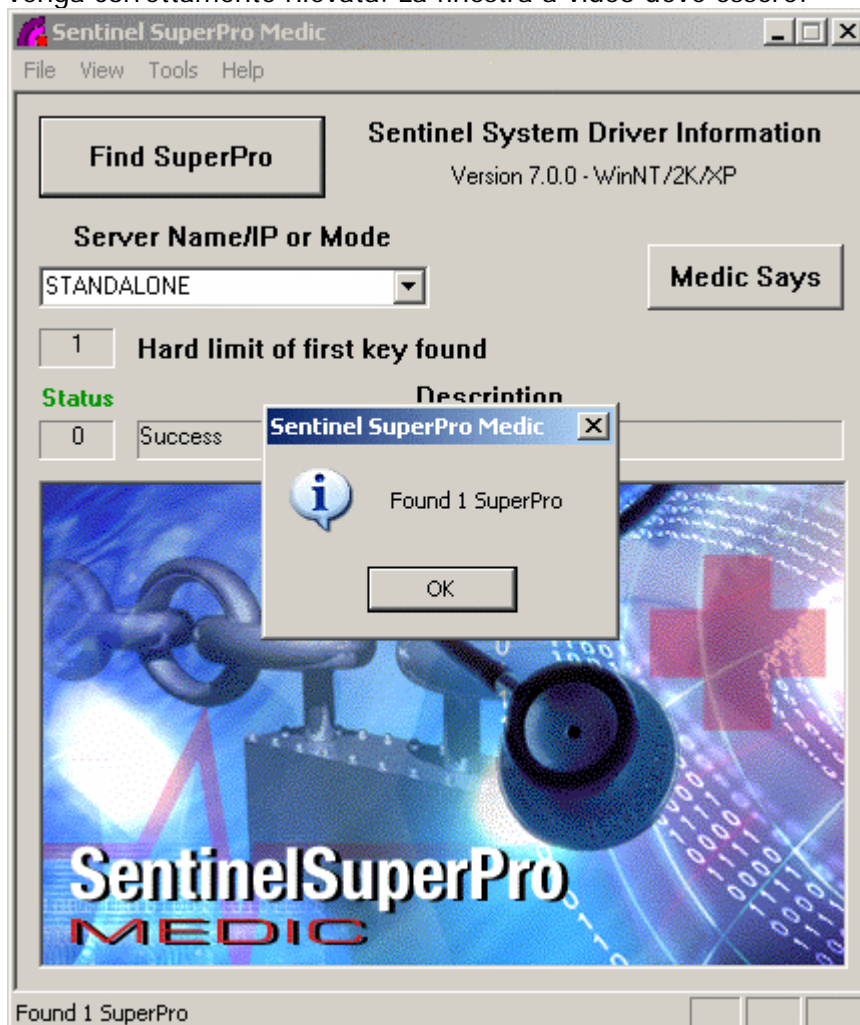 venga correttamente rilevata. La finestra a video deve essere:
Sentinel SuperPro Medic
File View Tools Help
Find SuperPro
Sentinel System Driver Information
Version 7.0.0 - WinNT/2K/XP
Server Name/IP or Mode
STANDALONE
Medic Says
1 Hard limit of first key found
Status Description
0 Success
Sentinel SuperPro Medic
Found 1 SuperPro
OK
SentinelSuperPro
MEDIC
Found 1 SuperPro